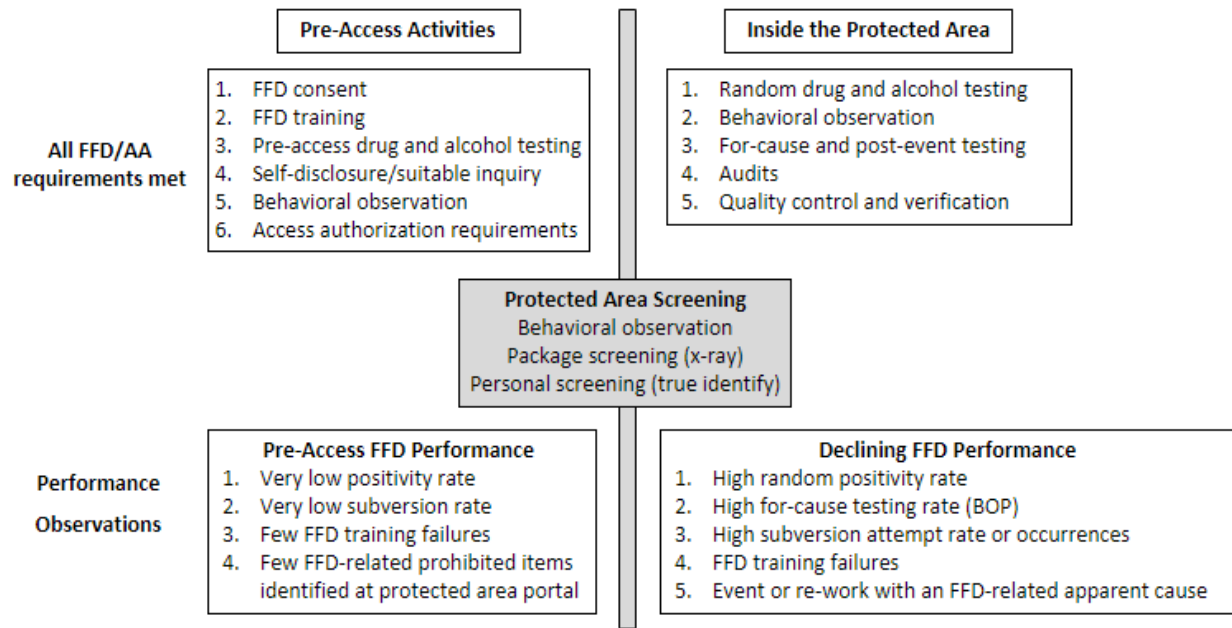 Pre-Access Activities
Inside the Protected Area
All FFD/AA
requirements met
1. FFD consent
2. FFD training
3. Pre-access drug and alcohol testing
4. Self-disclosure/suitable inquiry
5. Behavioral observation
6. Access authorization requirements
1. Random drug and alcohol testing
2. Behavioral observation
3. For-cause and post-event testing
4. Audits
5. Quality control and verification
Protected Area Screening
Behavioral observation
Package screening (x-ray)
Personal screening (true identify)
Performance
Observations
Pre-Access FFD Performance
1. Very low positivity rate
2. Very low subversion rate
3. Few FFD training failures
4. Few FFD-related prohibited items
identified at protected area portal
Declining FFD Performance
1. High random positivity rate
2. High for-cause testing rate (BOP)
3. High subversion attempt rate or occurrences
4. FFD training failures
5. Event or re-work with an FFD-related apparent cause